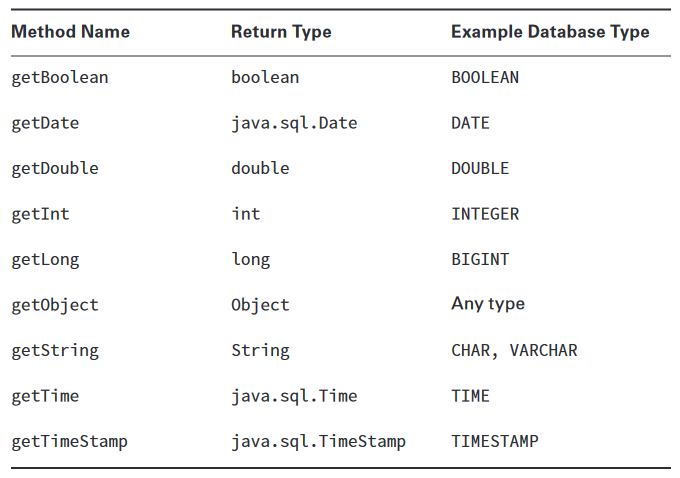 Method Name Return Type Example Database Type
getBoolean boolean BOOLEAN
getDate java.sql.Date DATE
getDouble double DOUBLE
getInt int INTEGER
getLong long BIGINT
getObject Object Any type
getString String CHAR, VARCHAR
getTime java.sql.Time TIME
getTimeStamp java.sql.TimeStamp TIMESTAMP